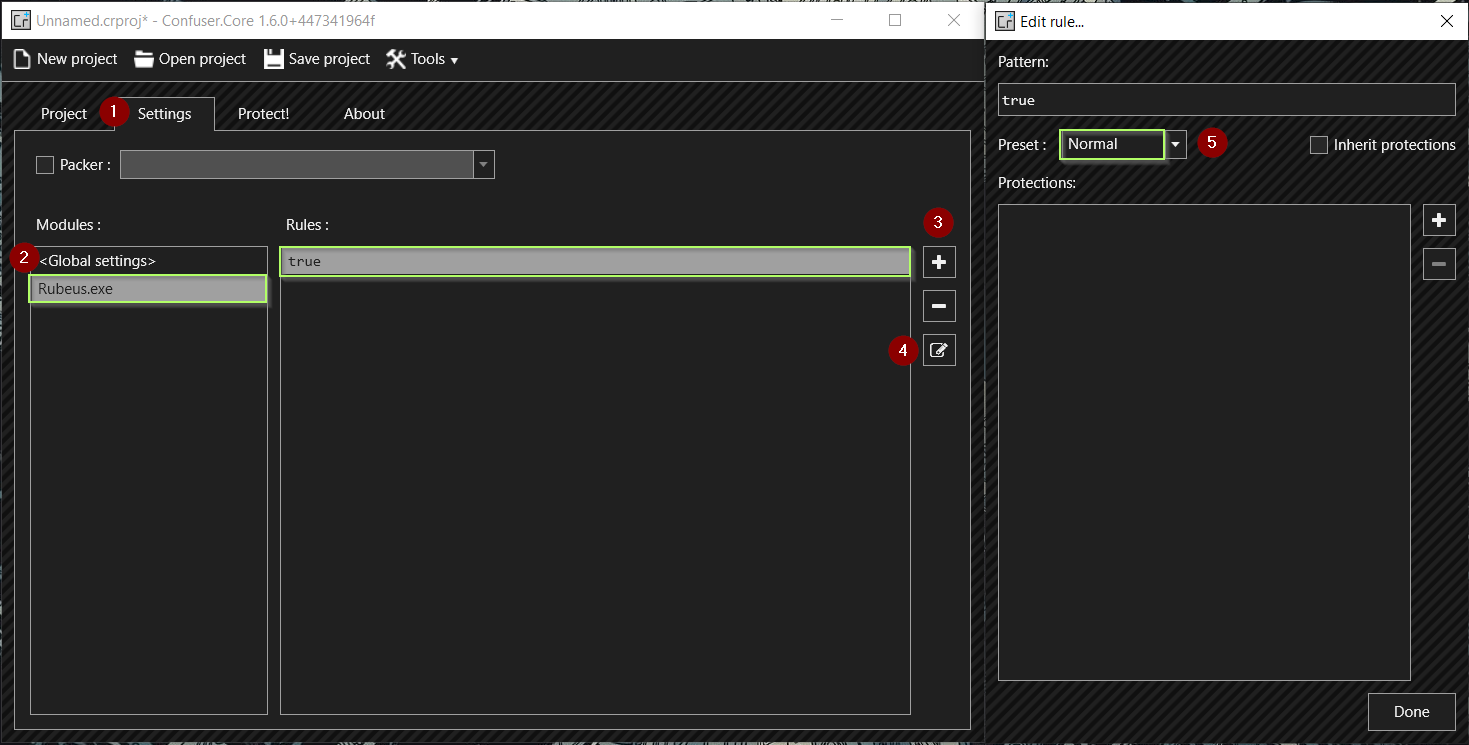 Unnamed.crproj* - Confuser.Core 1.6.0+447341964f
New project Open project Save project Tools
Project 1 Settings Protect! About
Packer :
Modules : Rules :
3
2 <Global settings> true
Rubeus.exe
4
Edit rule...
Pattern:
true
Preset : Normal 5 Inherit protections
Protections:
Done